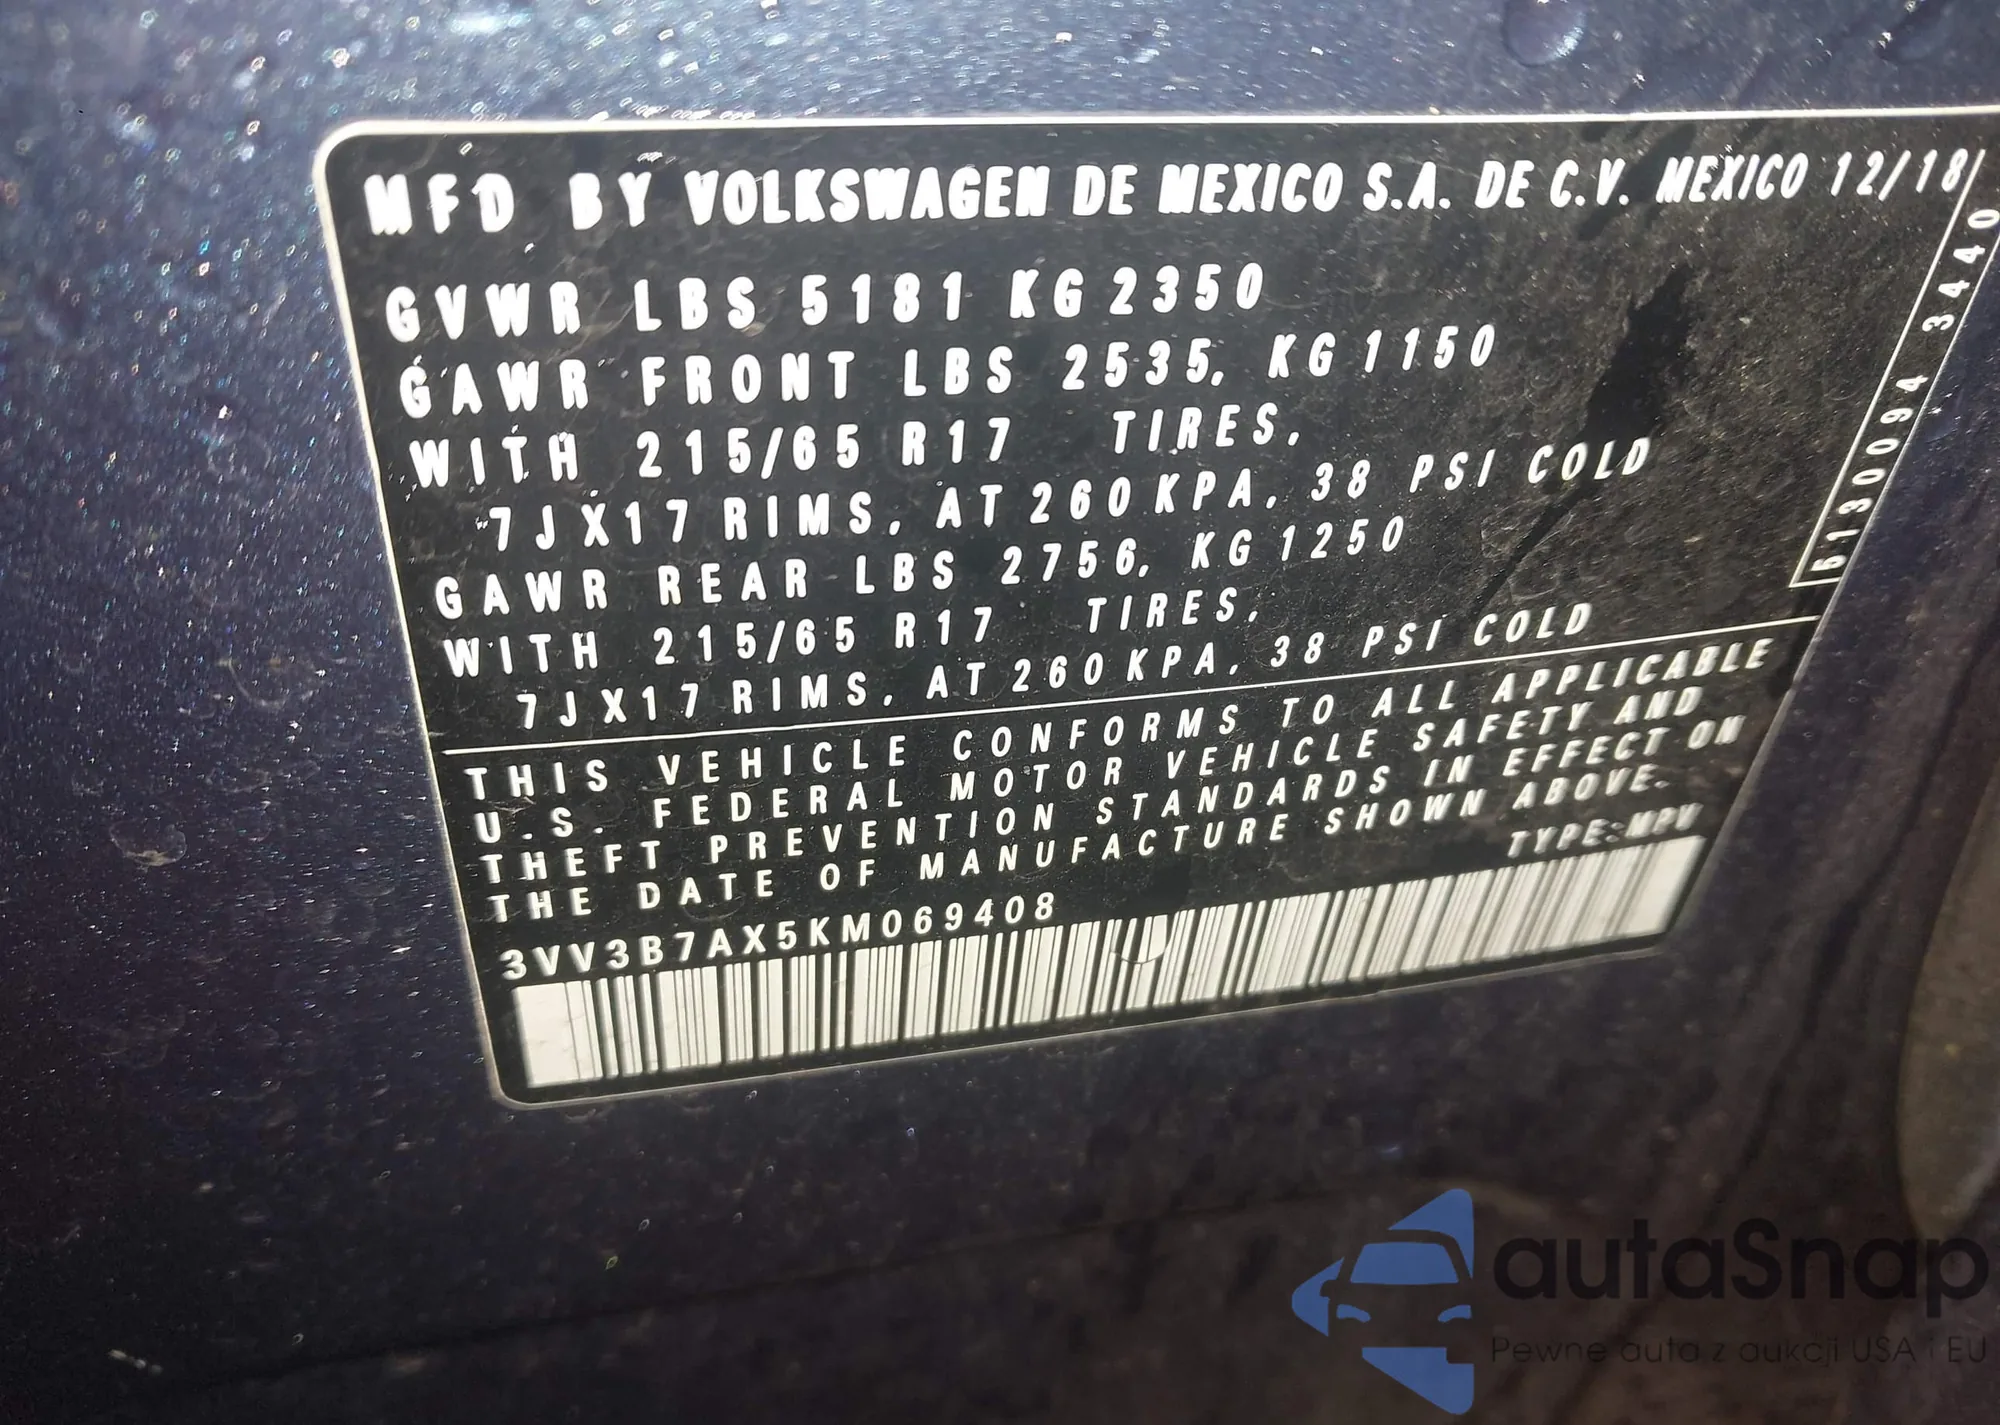 MFD BY VOLKSWAGEN DE MEXICO S.A. DE C.V. MEXICO 12/18
GVWR LBS 5181 KG 2350
GAWR FRONT LBS 2535, KG 1150
WITH 215/65 R17 TIRES,
7JX17 RIMS, AT 260 KPA, 38 PSI COLD
GAWR REAR LBS 2756, KG 1250
WITH 215/65 R17 TIRES,
7JX17 RIMS, AT 260 KPA, 38 PSI COLD
5130094 3440
THIS VEHICLE CONFORMS TO ALL APPLICABLE
U.S. FEDERAL MOTOR VEHICLE SAFETY AND
THEFT PREVENTION STANDARDS IN EFFECT ON
THE DATE OF MANUFACTURE SHOWN ABOVE.
TYPE:MPV
3VV3B7AX5KM069408
autaSnap
Pewne auta z aukcji USA i EU